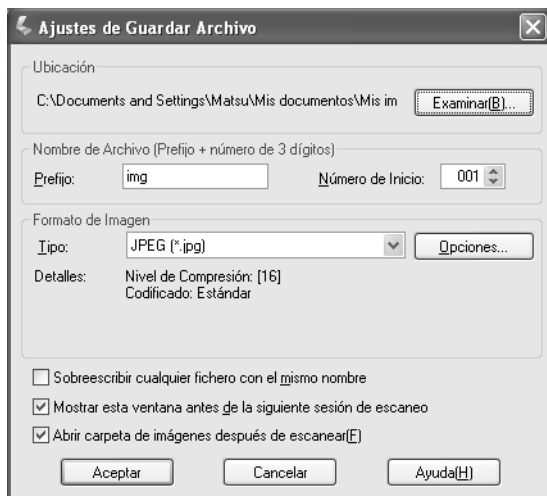 Ajustes de Guardar Archivo
Ubicación
C:\Documents and Settings\Matsu\Mis documentos\Mis im
Examinar(B)...
Nombre de Archivo (Prefijo + número de 3 dígitos)
Prefijo: img Número de Inicio: 001
Formato de Imagen
Tipo: JPEG (*.jpg) Opciones...
Detalles: Nivel de Compresión: [16]
Codificado: Estándar
Sobreescribir cualquier fichero con el mismo nombre
Mostrar esta ventana antes de la siguiente sesión de escaneo
Abrir carpeta de imágenes después de escanear(F)
Aceptar Cancelar Ayuda(H)